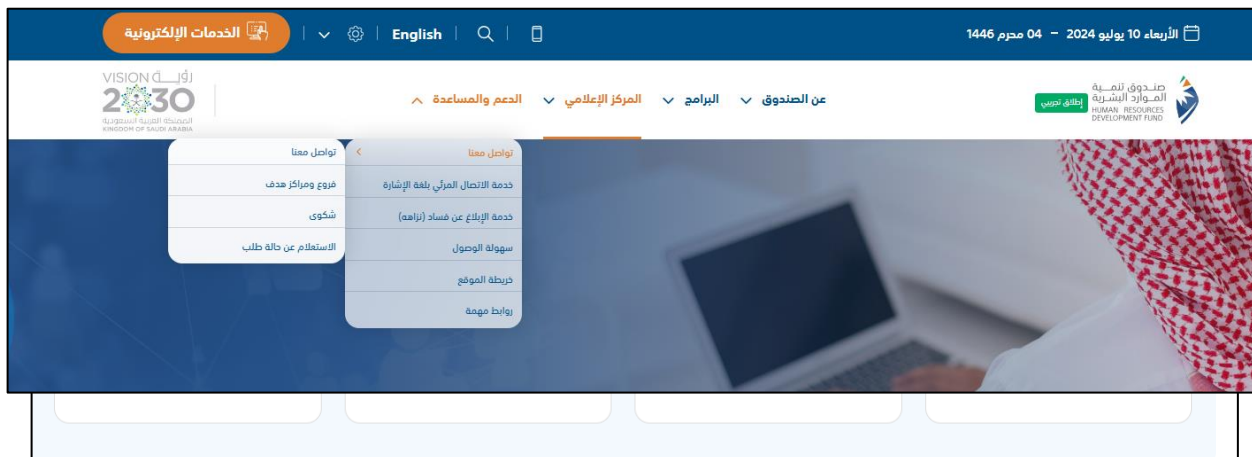 الأربعاء 10 يوليو 2024 - 04 محرم 1446
English
الخدمات الإلكترونية
صندوق تنمية
الموارد البشرية
HUMAN RESOURCES
DEVELOPMENT FUND
إطلاق تجريبي
عن الصندوق
البرامج
المركز الإعلامي
الدعم والمساعدة
رؤية VISION
2030
المملكة العربية السعودية
KINGDOM OF SAUDI ARABIA
تواصل معنا
خدمة الاتصال المرئي بلغة الإشارة
خدمة الإبلاغ عن فساد (نزاهه)
سهولة الوصول
خريطة الموقع
روابط مهمة
تواصل معنا
فروع ومراكز هدف
شكوى
الاستعلام عن حالة طلب